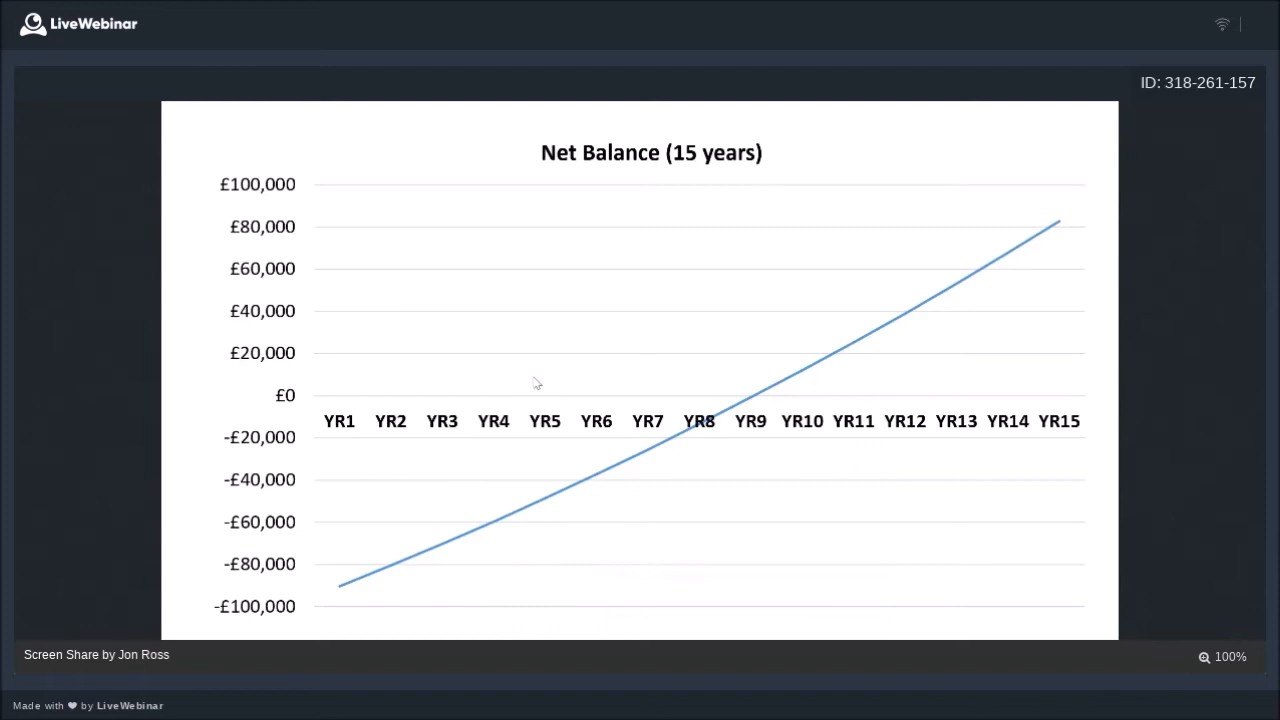 LiveWebinar
ID: 318-261-157
Net Balance (15 years)
£100,000
£80,000
£60,000
£40,000
£20,000
£0
YR1 YR2 YR3 YR4 YR5 YR6 YR7 YR8 YR9 YR10 YR11 YR12 YR13 YR14 YR15
-£20,000
-£40,000
-£60,000
-£80,000
-£100,000
Screen Share by Jon Ross
100%
Made with ❤ by LiveWebinar